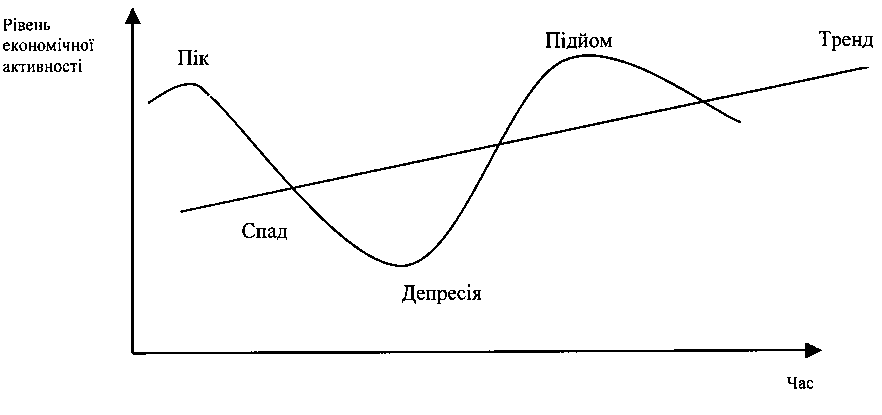 Рівень
економічної
активності
Пік
Підйом
Тренд
Спад
Депресія
Час